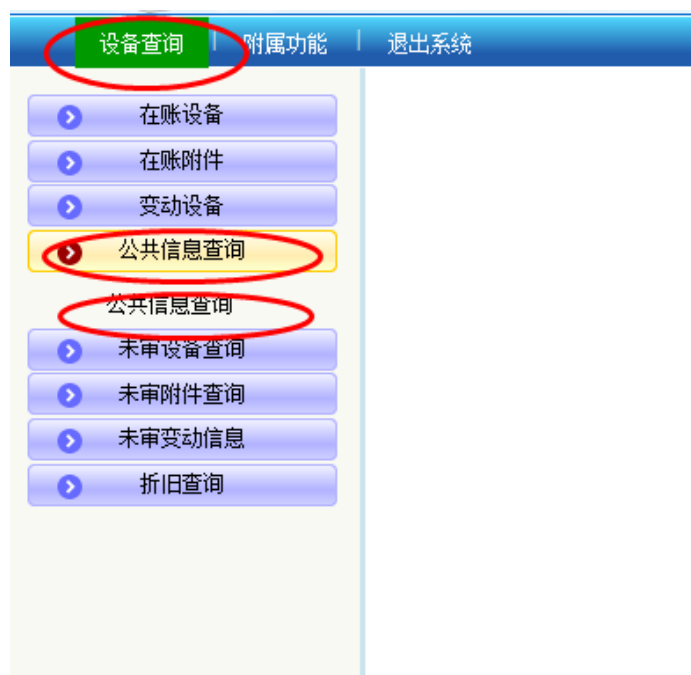 设备查询 附属功能 退出系统
在账设备
在账附件
变动设备
公共信息查询
公共信息查询
未审设备查询
未审附件查询
未审变动信息
折旧查询